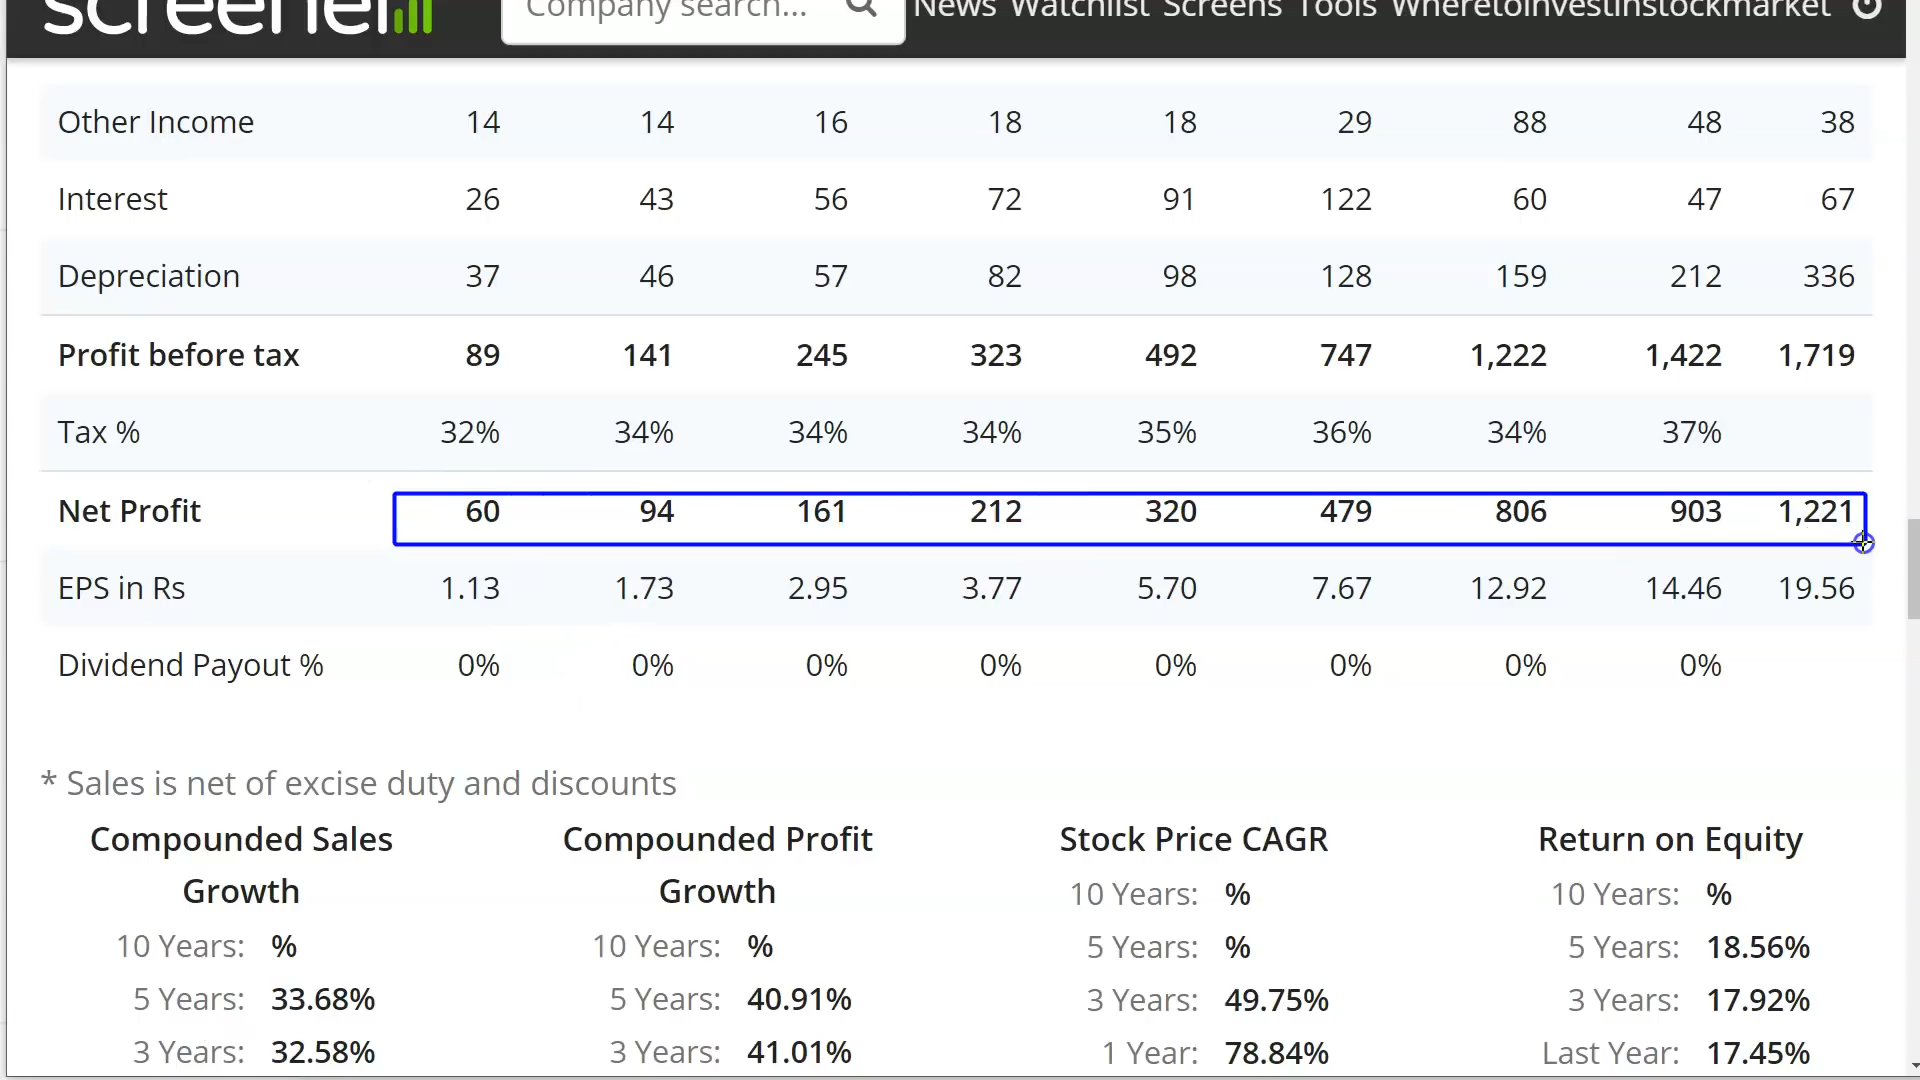 screener
Company search... News Watchlist Screens Tools Wheretoinvestinstockmarket
Other Income 14 14 16 18 18 29 88 48 38
Interest 26 43 56 72 91 122 60 47 67
Depreciation 37 46 57 82 98 128 159 212 336
Profit before tax 89 141 245 323 492 747 1,222 1,422 1,719
Tax % 32% 34% 34% 34% 35% 36% 34% 37%
Net Profit 60 94 161 212 320 479 806 903 1,221
EPS in Rs 1.13 1.73 2.95 3.77 5.70 7.67 12.92 14.46 19.56
Dividend Payout % 0% 0% 0% 0% 0% 0% 0% 0%
* Sales is net of excise duty and discounts
Compounded Sales
Growth
10 Years: %
5 Years: 33.68%
3 Years: 32.58%
Compounded Profit
Growth
10 Years: %
5 Years: 40.91%
3 Years: 41.01%
Stock Price CAGR
10 Years: %
5 Years: %
3 Years: 49.75%
1 Year: 78.84%
Return on Equity
10 Years: %
5 Years: 18.56%
3 Years: 17.92%
Last Year: 17.45%